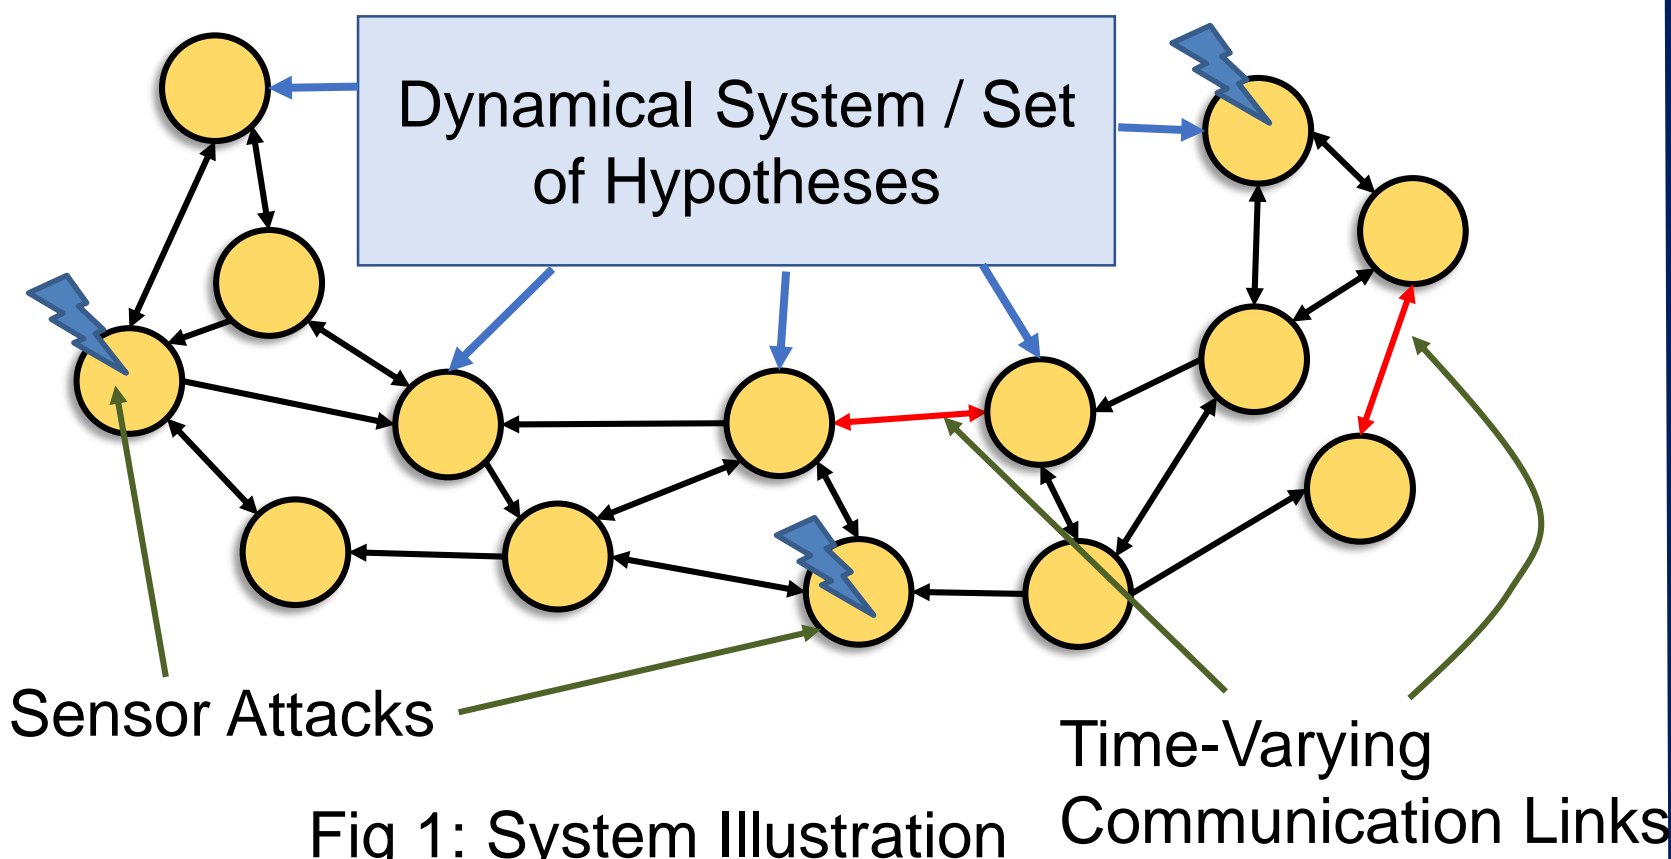 Dynamical System / Set
of Hypotheses
Sensor Attacks
Time-Varying
Communication Links
Fig 1: System Illustration